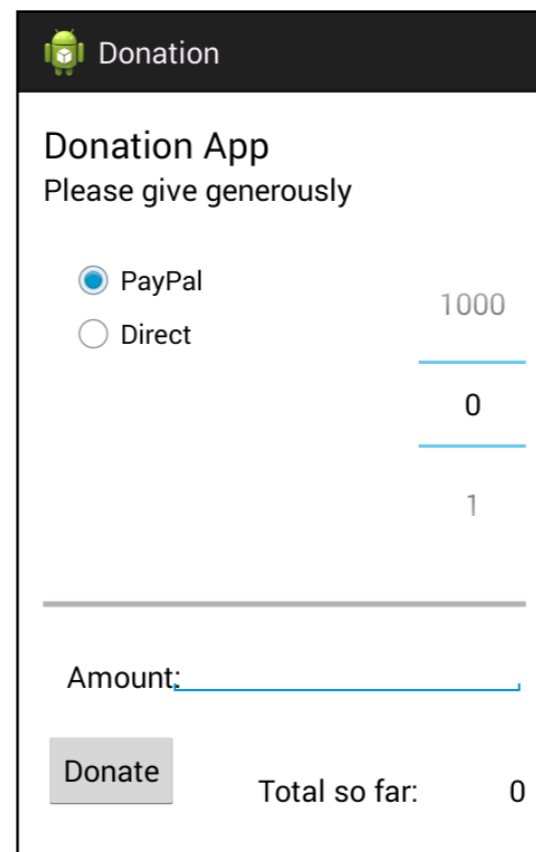 Donation
Donation App
Please give generously
PayPal
Direct
1000
0
1
Amount:
Donate
Total so far: 0